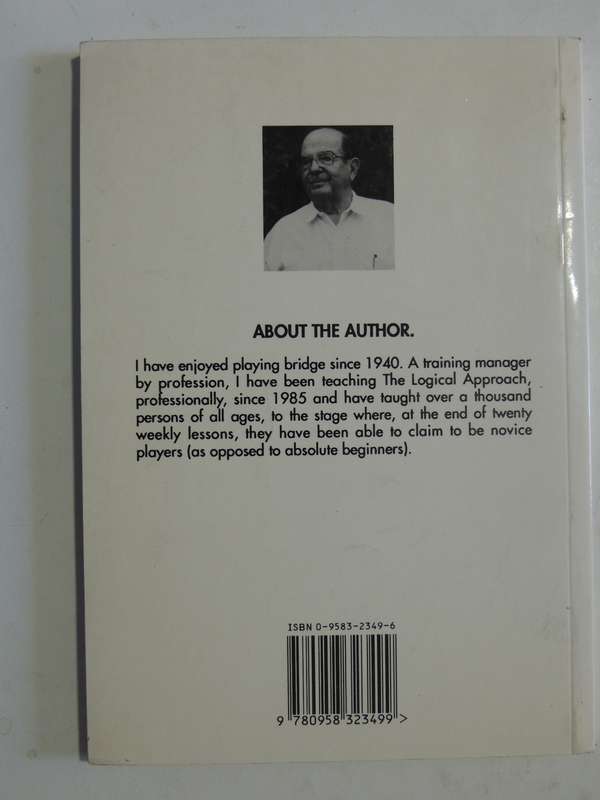 ABOUT THE AUTHOR.
I have enjoyed playing bridge since 1940. A training manager
by profession, I have been teaching The Logical Approach,
professionally, since 1985 and have taught over a thousand
persons of all ages, to the stage where, at the end of twenty
weekly lessons, they have been able to claim to be novice
players (as opposed to absolute beginners).
ISBN 0-9583-2349-6
9 780958 323499 >